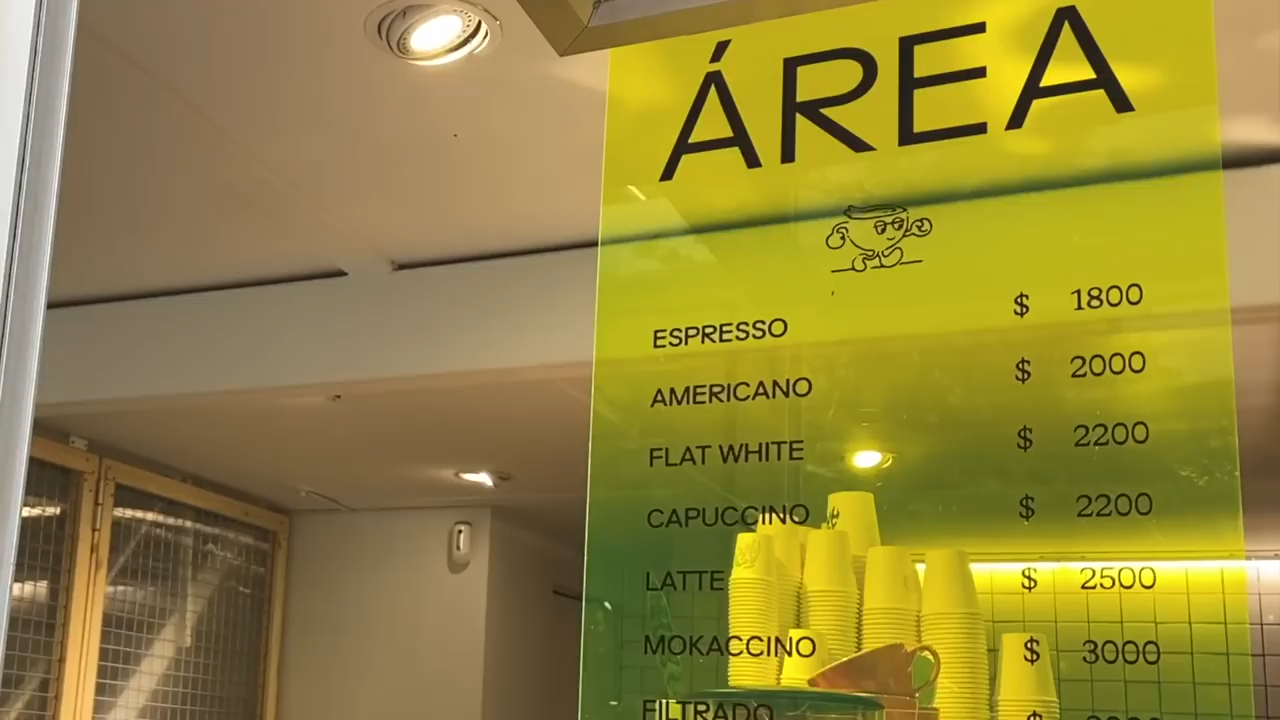 ÁREA
ESPRESSO $ 1800
AMERICANO $ 2000
FLAT WHITE $ 2200
CAPUCCINO $ 2200
LATTE $ 2500
MOKACCINO $ 3000
FILTRADO $